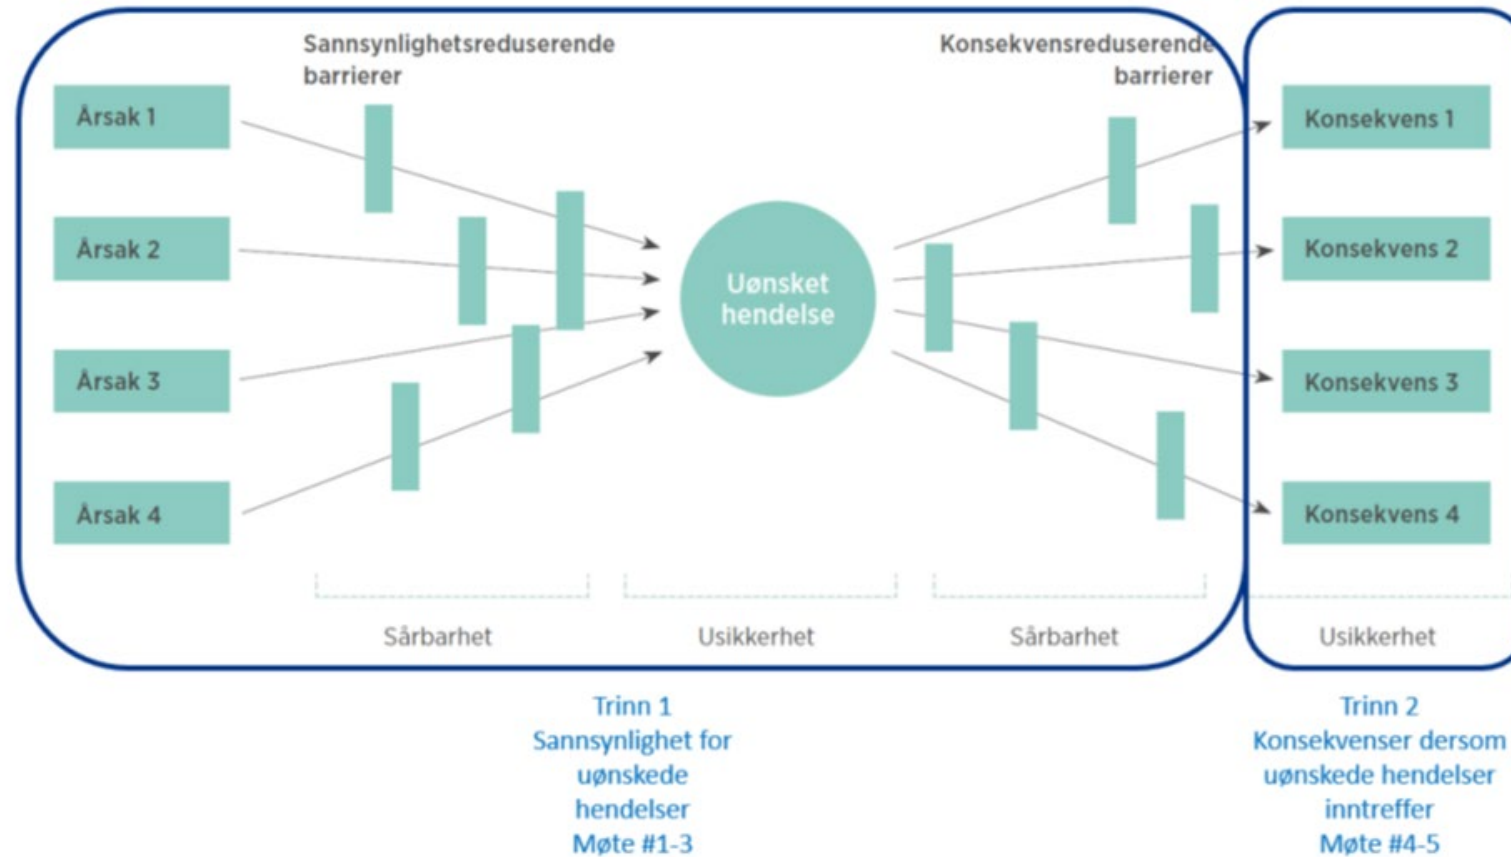 Sannsynlighetsreduserende
barrierer
Konsekvensreduserende
barrierer
Årsak 1
Årsak 2
Årsak 3
Årsak 4
Uønsket
hendelse
Konsekvens 1
Konsekvens 2
Konsekvens 3
Konsekvens 4
Sårbarhet
Usikkerhet
Sårbarhet
Usikkerhet
Trinn 1
Sannsynlighet for
uønskede
hendelser
Møte #1-3
Trinn 2
Konsekvenser dersom
uønskede hendelser
inntreffer
Møte #4-5